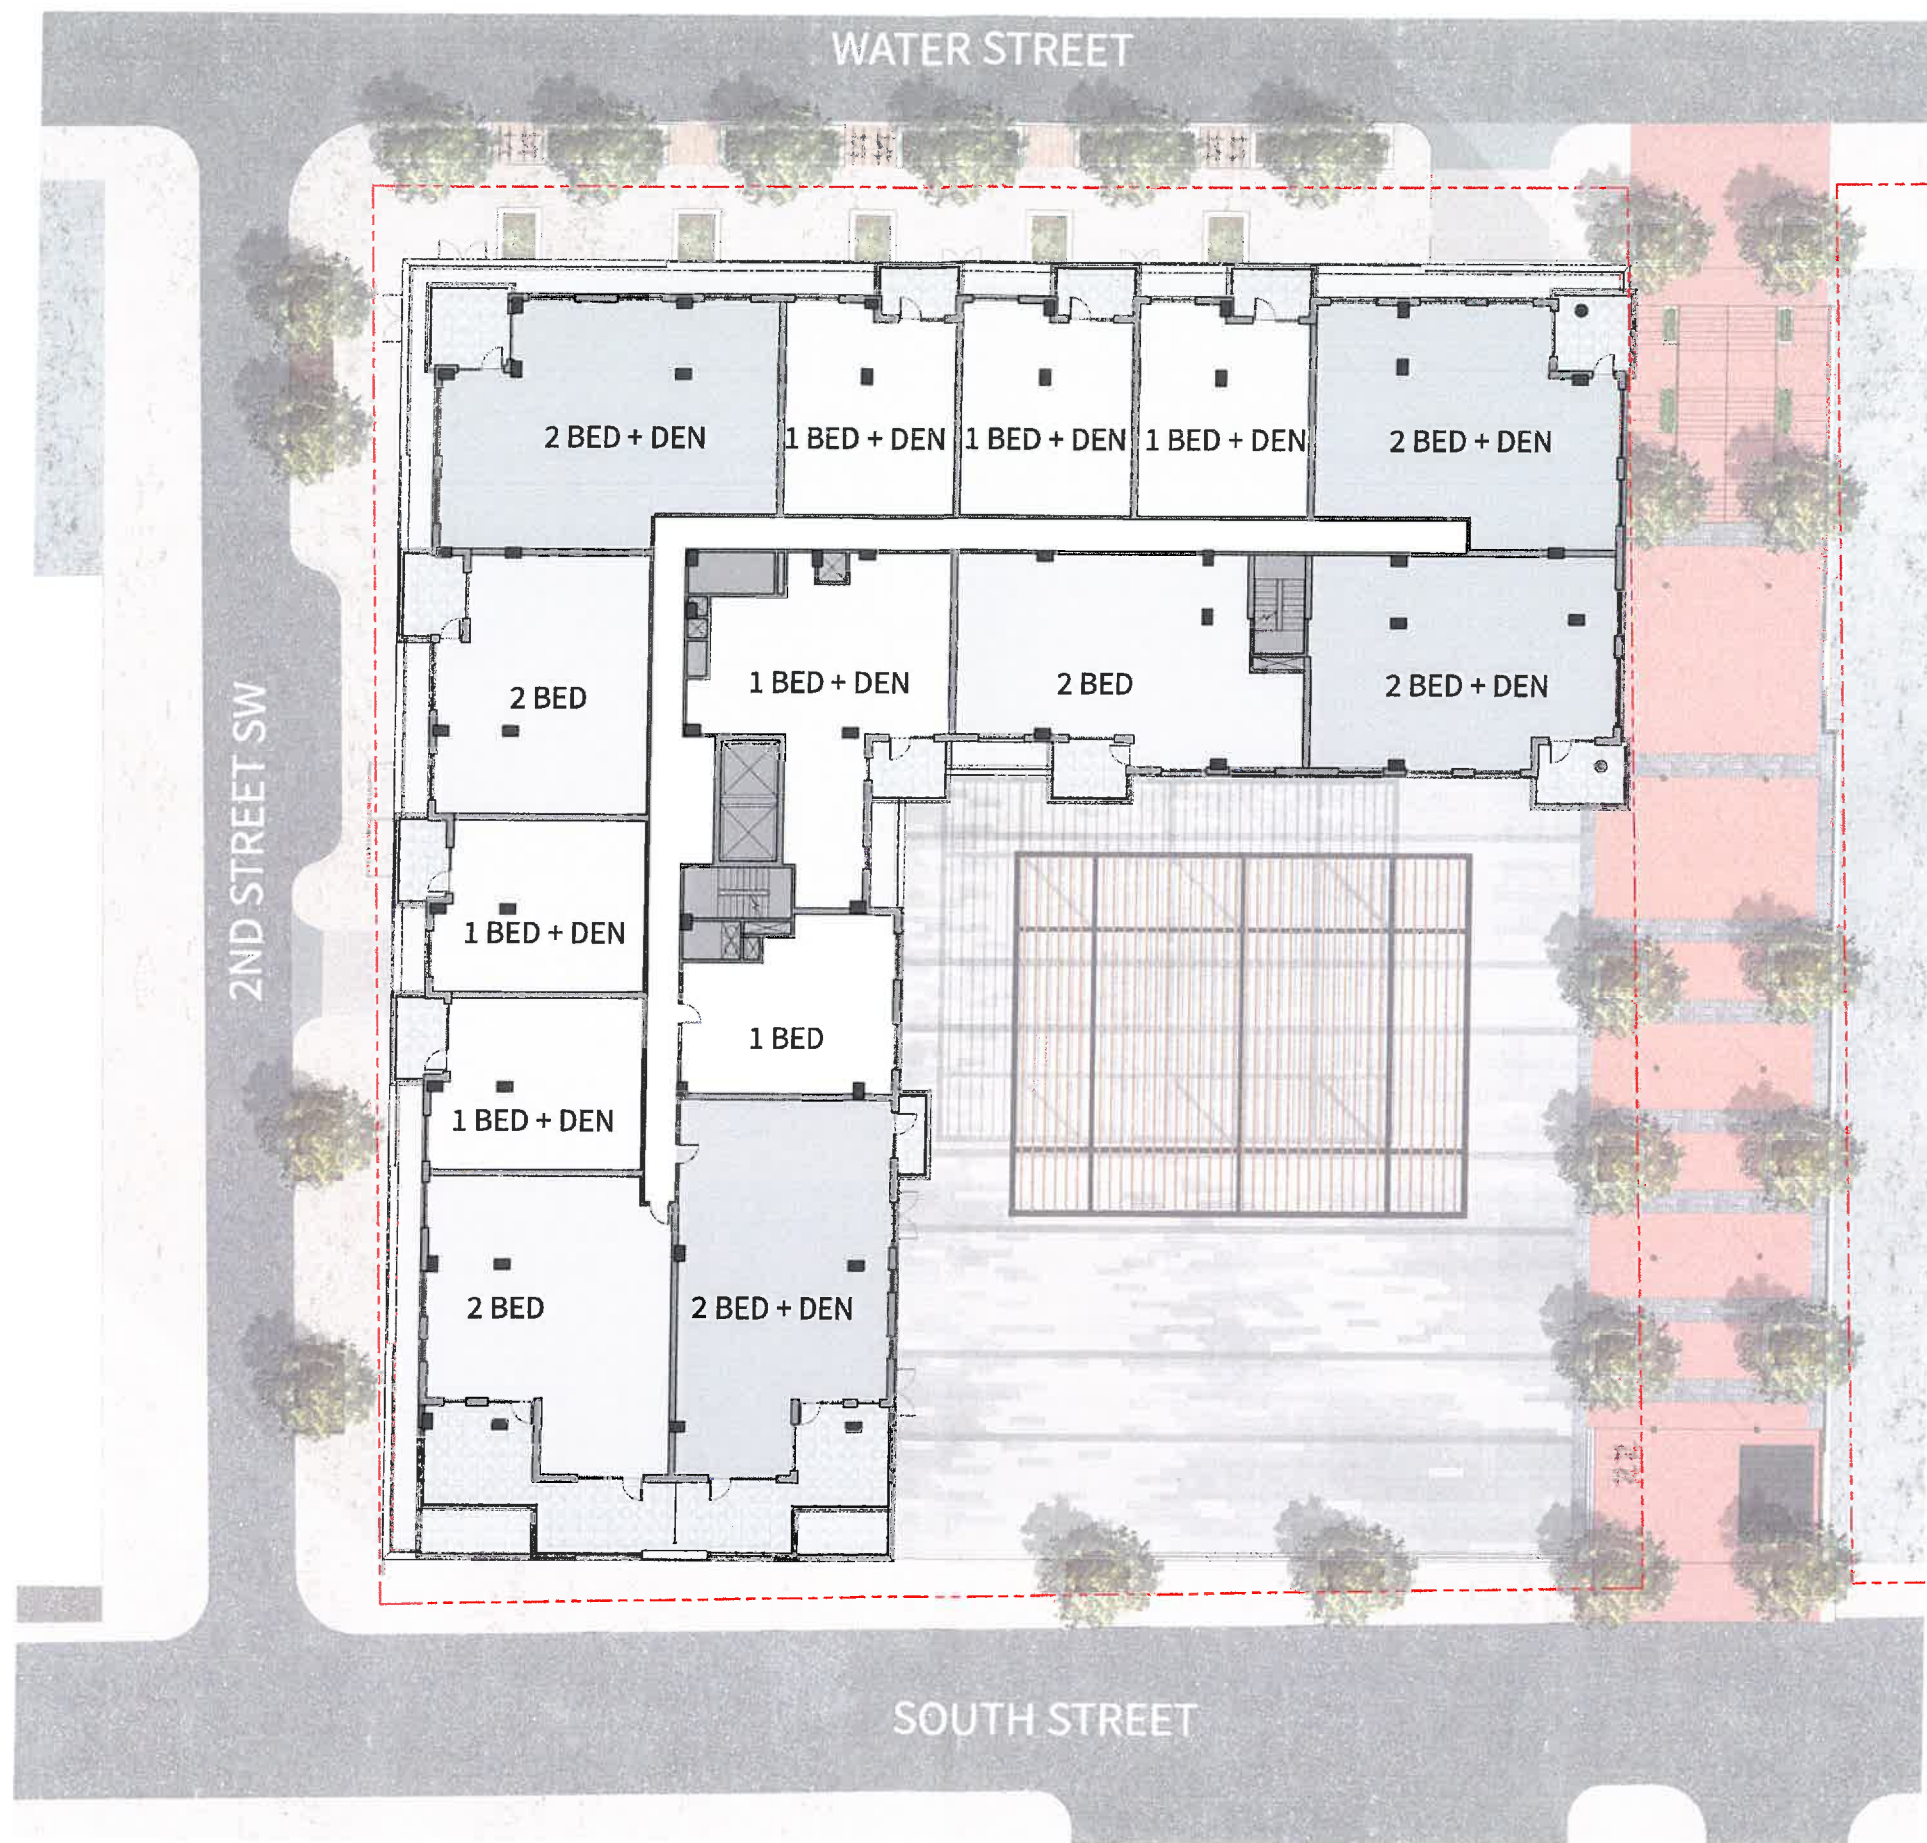 WATER STREET
2 BED + DEN
1 BED + DEN
1 BED + DEN
1 BED + DEN
2 BED + DEN
2 BED
1 BED + DEN
2 BED
2 BED + DEN
2ND STREET SW
1 BED + DEN
1 BED
1 BED + DEN
2 BED
2 BED + DEN
SOUTH STREET